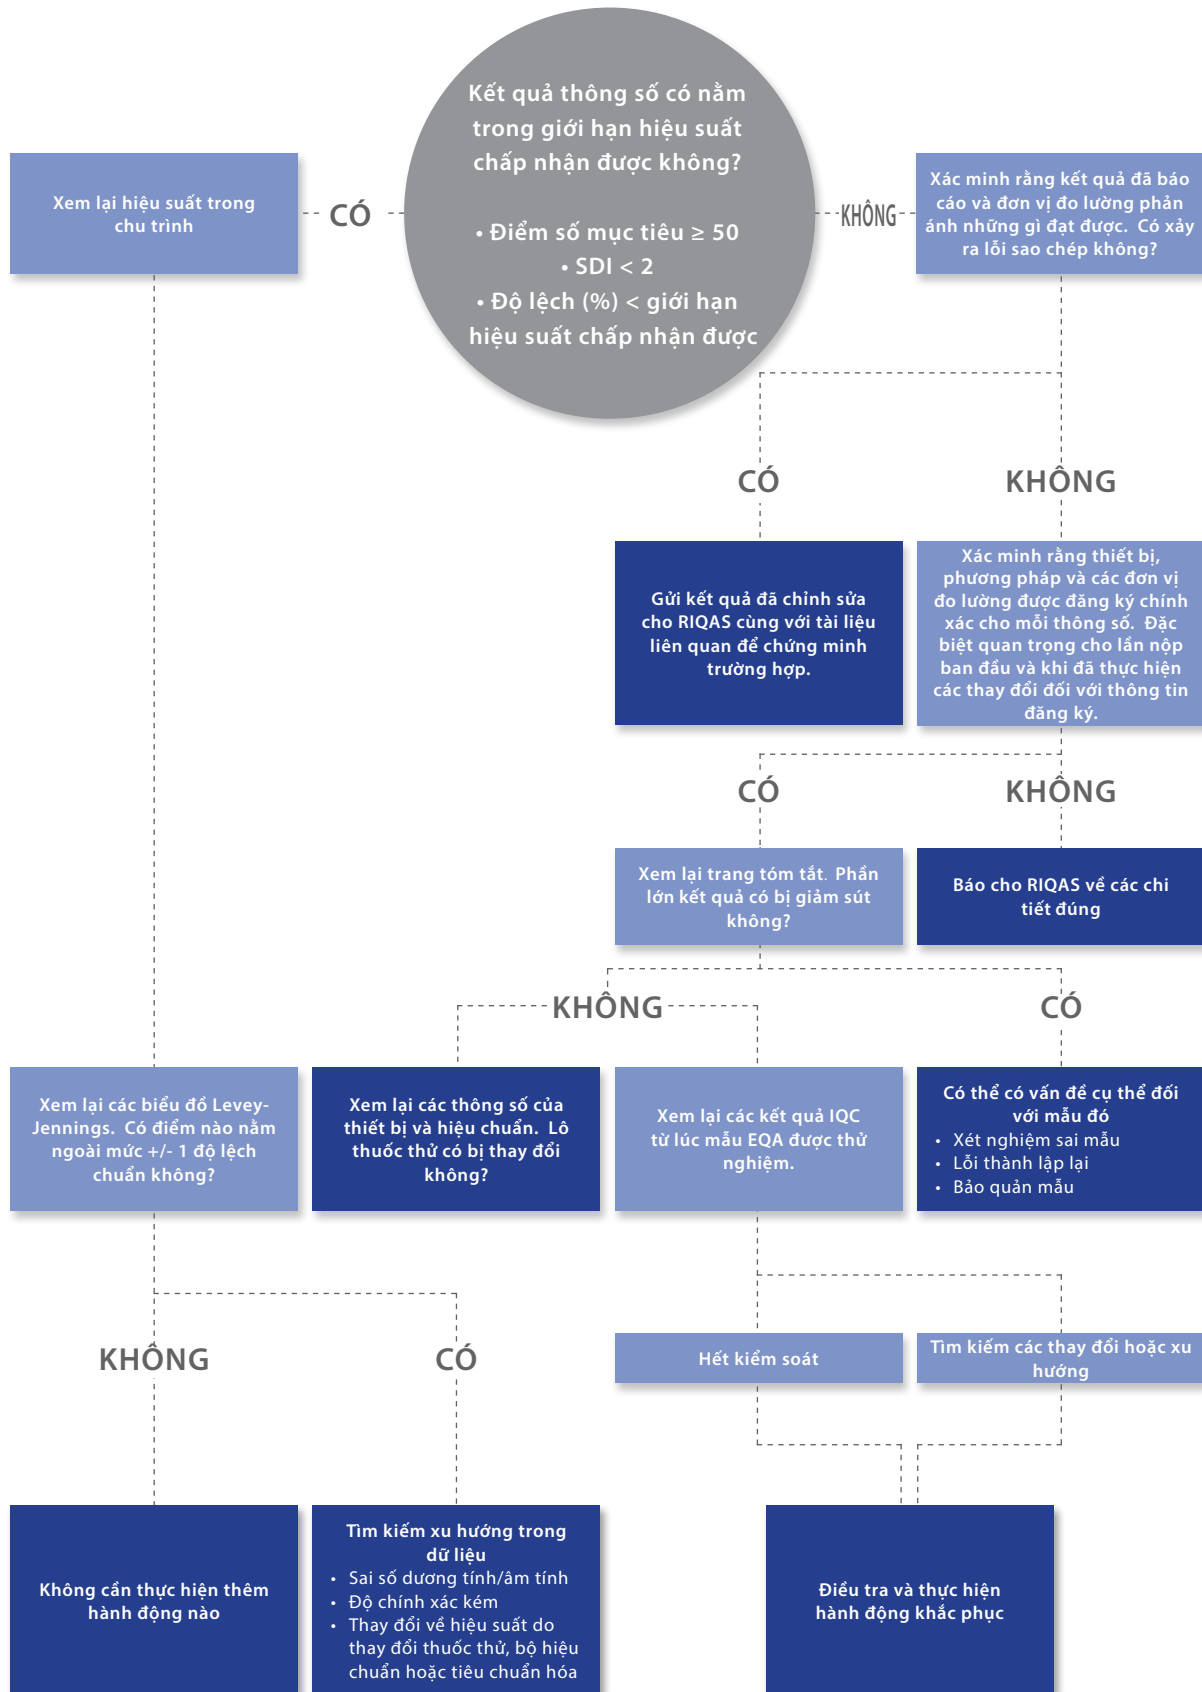 Kết quả thông số có nằm
trong giới hạn hiệu suất
chấp nhận được không?
• Điểm số mục tiêu ≥ 50
• SDI < 2
• Độ lệch (%) < giới hạn
hiệu suất chấp nhận được
CÓ
KHÔNG
Xem lại hiệu suất trong
chu trình
Xác minh rằng kết quả đã báo
cáo và đơn vị đo lường phản
ánh những gì đạt được. Có xảy
ra lỗi sao chép không?
CÓ
KHÔNG
Gửi kết quả đã chỉnh sửa
cho RIQAS cùng với tài liệu
liên quan để chứng minh
trường hợp.
Xác minh rằng thiết bị,
phương pháp và các đơn vị
đo lường được đăng ký chính
xác cho mỗi thông số. Đặc
biệt quan trọng cho lần nộp
ban đầu và khi đã thực hiện
các thay đổi đối với thông tin
đăng ký.
CÓ
KHÔNG
Xem lại trang tóm tắt. Phần
lớn kết quả có bị giảm sút
không?
Báo cho RIQAS về các chi
tiết đúng
KHÔNG
CÓ
Xem lại các biểu đồ Levey-
Jennings. Có điểm nào nằm
ngoài mức +/- 1 độ lệch
chuẩn không?
Xem lại các thông số của
thiết bị và hiệu chuẩn. Lô
thuốc thử có bị thay đổi
không?
Xem lại các kết quả IQC
từ lúc mẫu EQA được thử
nghiệm.
Có thể có vấn đề cụ thể đối
với mẫu đó
• Xét nghiệm sai mẫu
• Lỗi thành lập lại
• Bảo quản mẫu
KHÔNG
CÓ
Hết kiểm soát
Tìm kiếm các thay đổi hoặc xu
hướng
Không cần thực hiện thêm
hành động nào
Tìm kiếm xu hướng trong
dữ liệu
• Sai số dương tính/âm tính
• Độ chính xác kém
• Thay đổi về hiệu suất do
thay đổi thuốc thử, bộ hiệu
chuẩn hoặc tiêu chuẩn hóa
Điều tra và thực hiện
hành động khắc phục